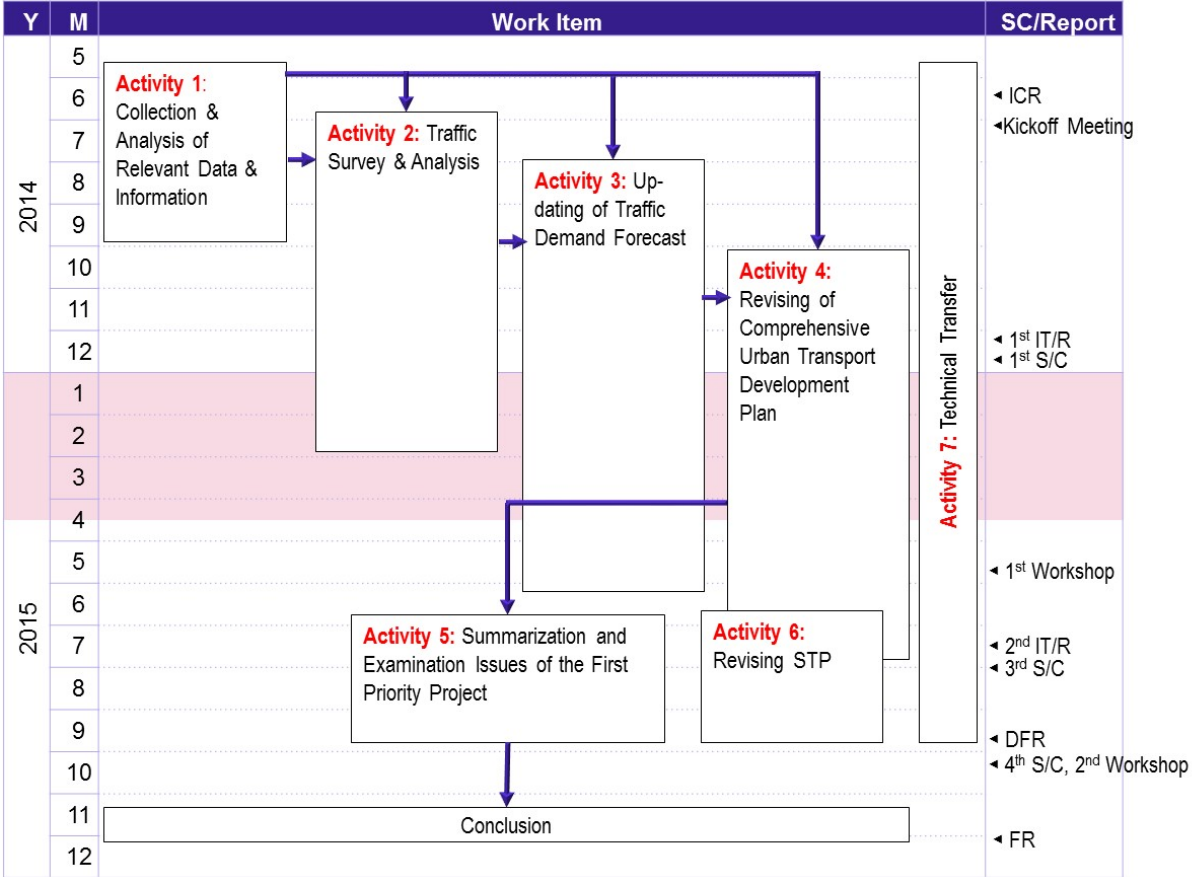 Y M Work Item SC/Report
2014
5
6
7
8
9
10
11
12
2015
1
2
3
4
5
6
7
8
9
10
11
12
Activity 1:
Collection &
Analysis of
Relevant Data &
Information
Activity 2: Traffic
Survey & Analysis
Activity 3: Up-
dating of Traffic
Demand Forecast
Activity 4:
Revising of
Comprehensive
Urban Transport
Development
Plan
Activity 5: Summarization and
Examination Issues of the First
Priority Project
Activity 6:
Revising STP
Activity 7: Technical Transfer
Conclusion
◄ ICR
◄Kickoff Meeting
◄ 1st IT/R
◄ 1st S/C
◄ 1st Workshop
◄ 2nd IT/R
◄ 3rd S/C
◄ DFR
◄ 4th S/C, 2nd Workshop
◄ FR